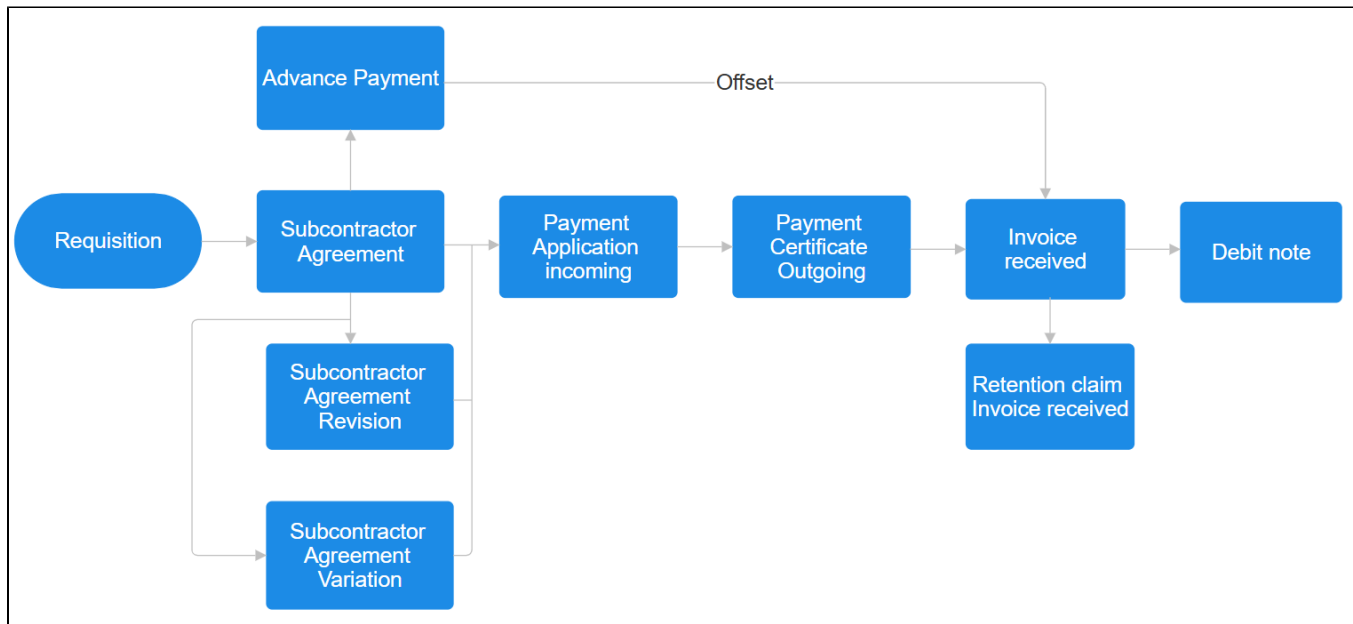 Advance Payment
Offset
Requisition
Subcontractor
Agreement
Payment
Application
incoming
Payment
Certificate
Outgoing
Invoice
received
Debit note
Subcontractor
Agreement
Revision
Retention claim
Invoice received
Subcontractor
Agreement
Variation